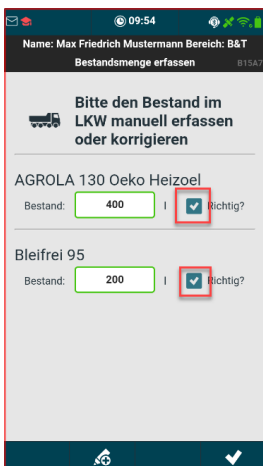 09:54
Name: Max Friedrich Mustermann Bereich: B&T
Bestandsmenge erfassen B15A7
Bitte den Bestand im
LKW manuell erfassen
oder korrigieren
AGROLA 130 Oeko Heizoel
Bestand: 400 l Richtig?
Bleifrei 95
Bestand: 200 l Richtig?